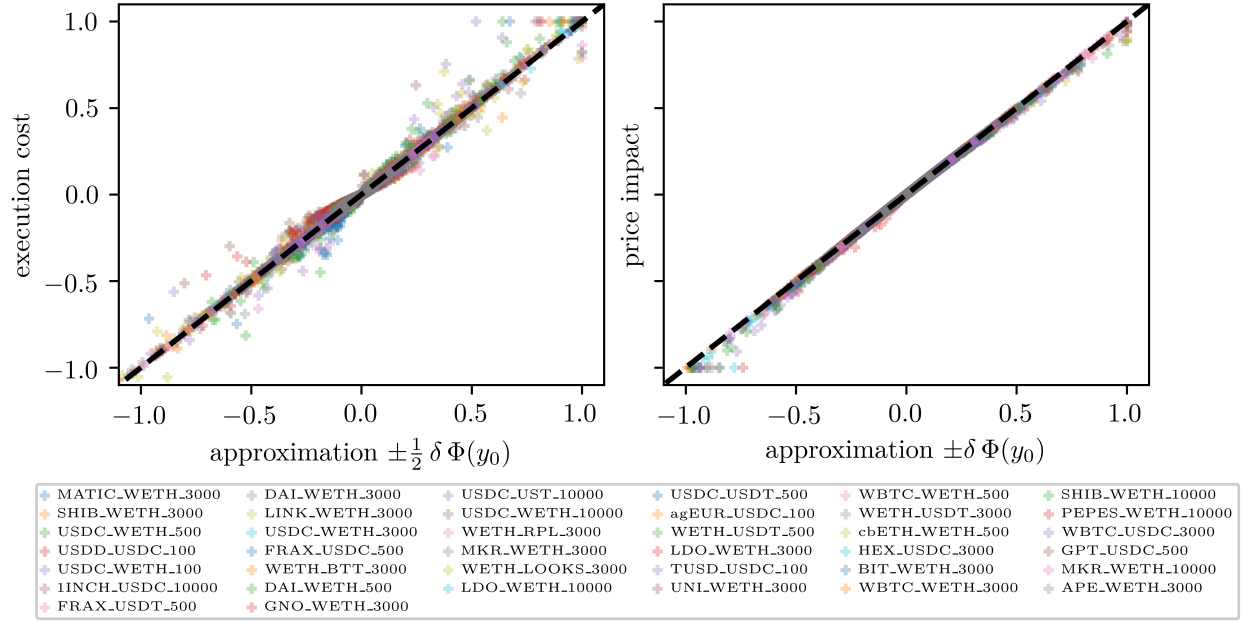 1.0
0.5
0.0
−0.5
−1.0
execution cost
−1.0 −0.5 0.0 0.5 1.0
approximation ±½ δ Φ(y₀)
price impact
−1.0 −0.5 0.0 0.5 1.0
approximation ±δ Φ(y₀)
MATIC_WETH_3000 DAI_WETH_3000 USDC_UST_10000 USDC_USDT_500 WBTC_WETH_500 SHIB_WETH_10000
SHIB_WETH_3000 LINK_WETH_3000 USDC_WETH_10000 agEUR_USDC_100 WETH_USDT_3000 PEPES_WETH_10000
USDC_WETH_500 USDC_WETH_3000 WETH_RPL_3000 WETH_USDT_500 cbETH_WETH_500 WBTC_USDC_3000
USDD_USDC_100 FRAX_USDC_500 MKR_WETH_3000 LDO_WETH_3000 HEX_USDC_3000 GPT_USDC_500
USDC_WETH_100 WETH_BTT_3000 WETH_LOOKS_3000 TUSD_USDC_100 BIT_WETH_3000 MKR_WETH_10000
1INCH_USDC_10000 DAI_WETH_500 LDO_WETH_10000 UNI_WETH_3000 WBTC_WETH_3000 APE_WETH_3000
FRAX_USDT_500 GNO_WETH_3000